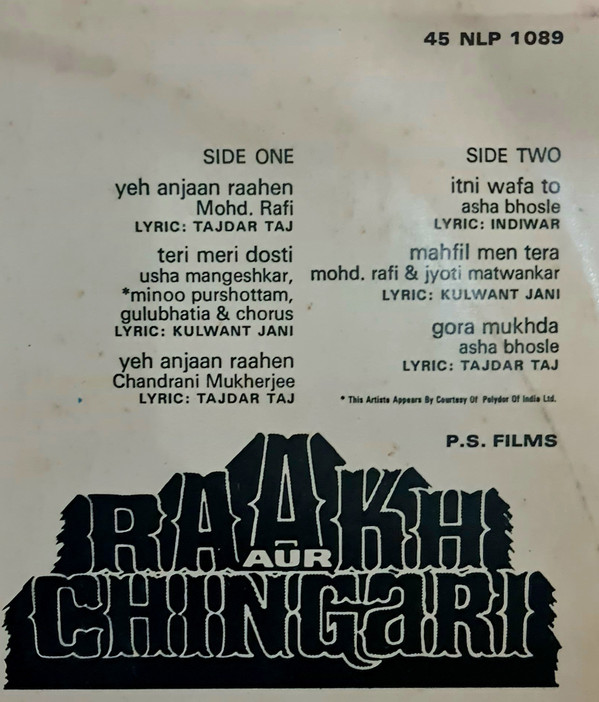 45 NLP 1089
SIDE ONE
yeh anjaan raahen
Mohd. Rafi
LYRIC: TAJDAR TAJ
teri meri dosti
usha mangeshkar,
*minoo purshottam,
gulubhatia & chorus
LYRIC: KULWANT JANI
yeh anjaan raahen
Chandrani Mukherjee
LYRIC: TAJDAR TAJ
SIDE TWO
itni wafa to
asha bhosle
LYRIC: INDIWAR
mahfil men tera
mohd. rafi & jyoti matwankar
LYRIC: KULWANT JANI
gora mukhda
asha bhosle
LYRIC: TAJDAR TAJ
* This Artiste Appears By Courtesy Of Polydor Of India Ltd.
P.S. FILMS
RAAKH
AUR
CHINGaRI